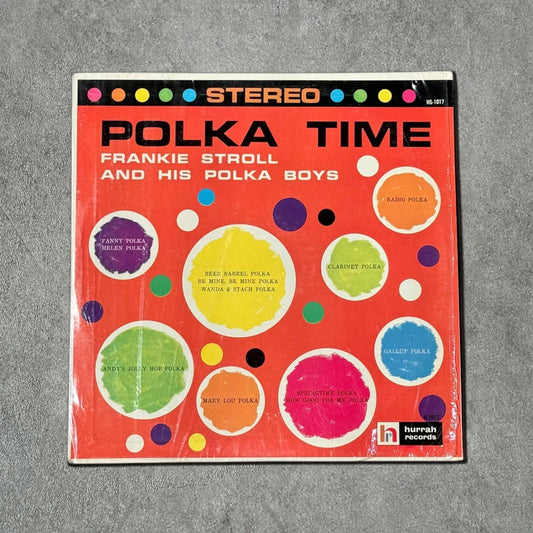 STEREO
HS-1017
POLKA TIME
FRANKIE STROLL
AND HIS POLKA BOYS
RADIO POLKA
FANNY POLKA
HELEN POLKA
BEER BARREL POLKA
BE MINE, BE MINE POLKA
WANDA & STACH POLKA
CLARINET POLKA
GALLUP POLKA
ANDY'S JOLLY HOP POLKA
MARY LOU POLKA
SPRINGTIME POLKA
HOW GOOD FOR ME POLKA
H-1017
h
hurrah
records